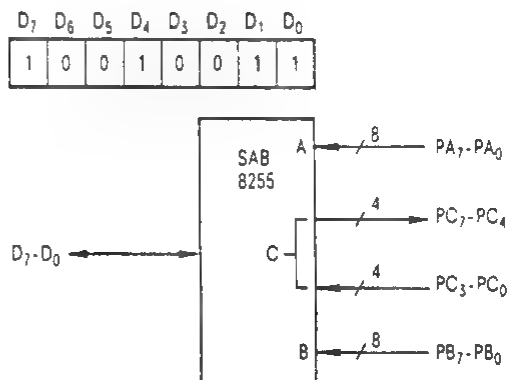 D₇ D₆ D₅ D₄ D₃ D₂ D₁ D₀
1 0 0 1 0 0 1 1
A 8 PA₇-PA₀
SAB
8255
4 PC₇-PC₄
D₇-D₀ C
4 PC₃-PC₀
B 8 PB₇-PB₀